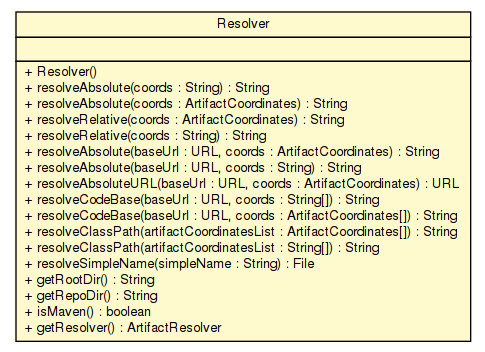 Resolver
+ Resolver()
+ resolveAbsolute(coords : String) : String
+ resolveAbsolute(coords : ArtifactCoordinates) : String
+ resolveRelative(coords : ArtifactCoordinates) : String
+ resolveRelative(coords : String) : String
+ resolveAbsolute(baseUrl : URL, coords : ArtifactCoordinates) : String
+ resolveAbsolute(baseUrl : URL, coords : String) : String
+ resolveAbsoluteURL(baseUrl : URL, coords : ArtifactCoordinates) : URL
+ resolveCodeBase(baseUrl : URL, coords : String[]) : String
+ resolveCodeBase(baseUrl : URL, coords : ArtifactCoordinates[]) : String
+ resolveClassPath(artifactCoordinatesList : ArtifactCoordinates[]) : String
+ resolveClassPath(artifactCoordinatesList : String[]) : String
+ resolveSimpleName(simpleName : String) : File
+ getRootDir() : String
+ getRepoDir() : String
+ isMaven() : boolean
+ getResolver() : ArtifactResolver